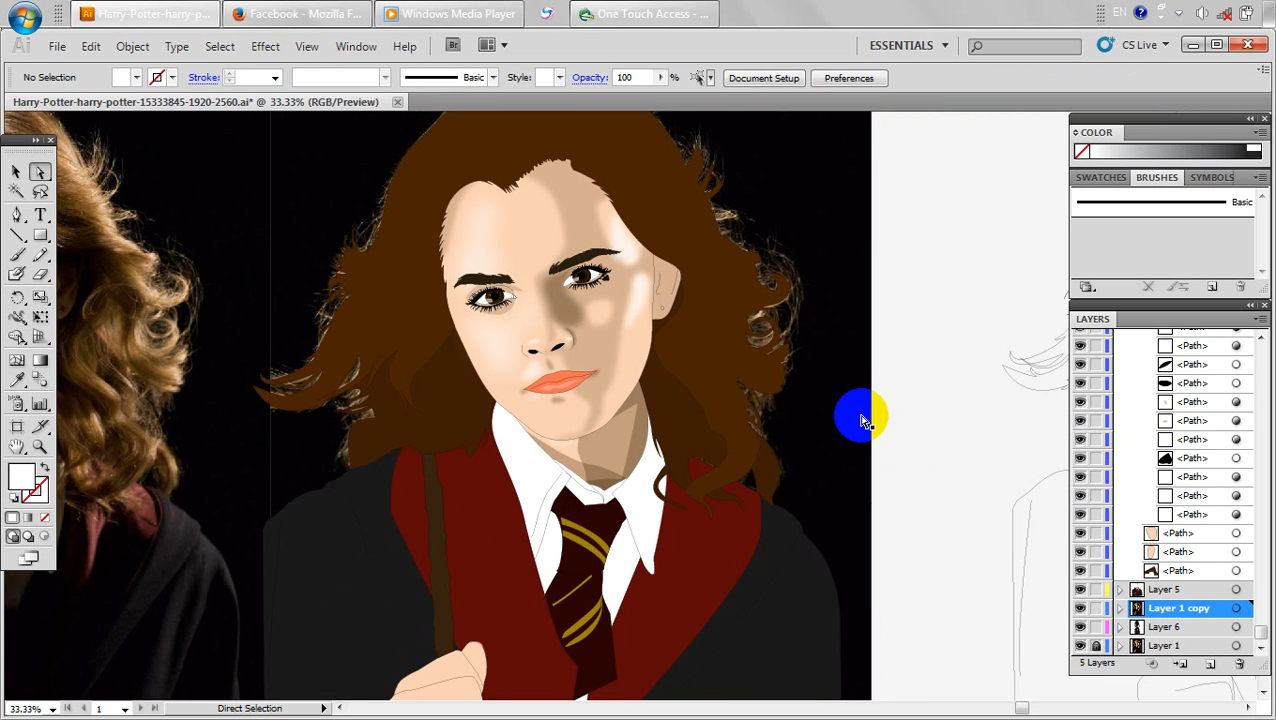 Harry-Potter-harry-p...
Facebook - Mozilla F...
Windows Media Player
One Touch Access - ...
EN
Ai
File Edit Object Type Select Effect View Window Help
Br
ESSENTIALS
CS Live
No Selection
Stroke:
Basic
Style:
Opacity: 100 %
Document Setup
Preferences
Harry-Potter-harry-potter-15333845-1920-2560.ai* @ 33.33% (RGB/Preview)
COLOR
SWATCHES BRUSHES SYMBOLS
Basic
LAYERS
<Path>
<Path>
<Path>
<Path>
<Path>
<Path>
<Path>
<Path>
<Path>
<Path>
<Path>
<Path>
<Path>
Layer 5
Layer 1 copy
Layer 6
Layer 1
5 Layers
33.33%
1
Direct Selection